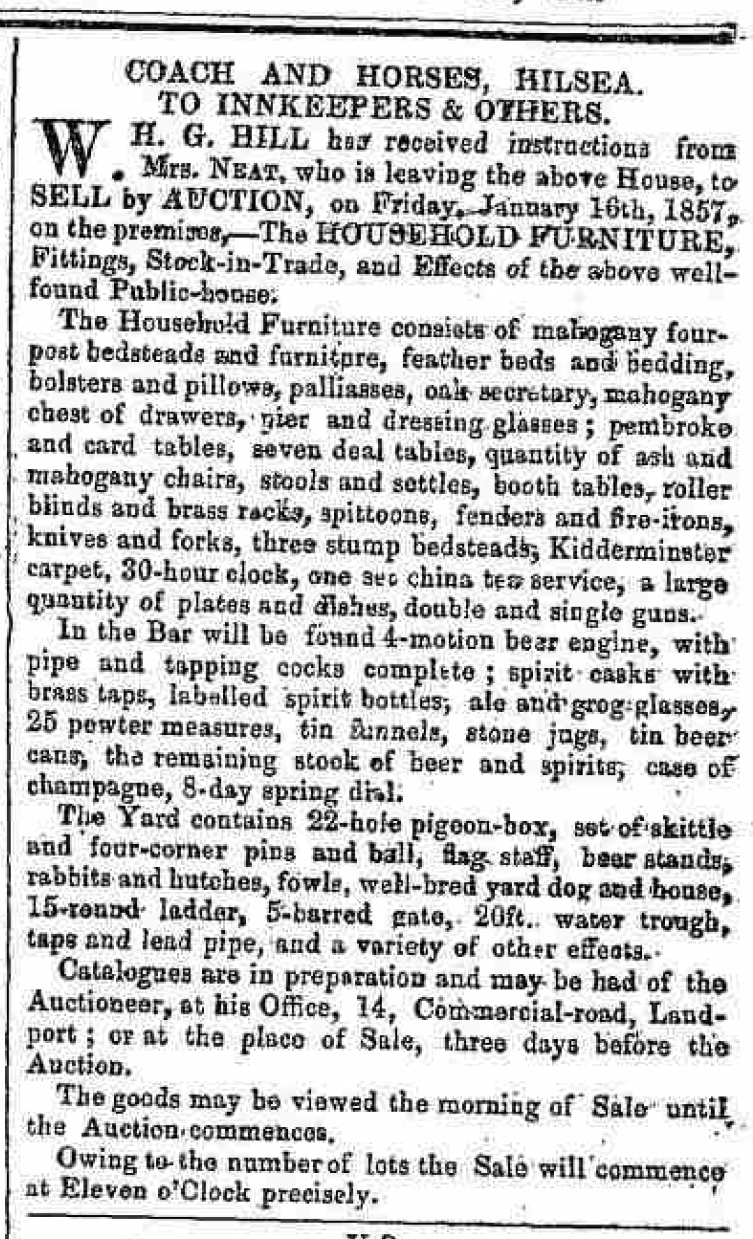 COACH AND HORSES, HILSEA.
TO INNKEEPERS & OTHERS.
W. H. G. HILL has received instructions from
Mrs. NEAT, who is leaving the above House, to
SELL by AUCTION, on Friday, January 16th, 1857,
on the premises,—The HOUSEHOLD FURNITURE,
Fittings, Stock-in-Trade, and Effects of the above well-
found Public-house.
The Household Furniture consists of mahogany four-
post bedsteads and furniture, feather beds and bedding,
bolsters and pillows, palliasses, oak secretary, mahogany
chest of drawers, pier and dressing glasses ; pembroke
and card tables, seven deal tables, quantity of ash and
mahogany chairs, stools and settles, booth tables, roller
blinds and brass racks, spittoons, fenders and fire-irons,
knives and forks, three stump bedsteads, Kidderminster
carpet, 30-hour clock, one set china tea service, a large
quantity of plates and dishes, double and single guns.
In the Bar will be found 4-motion beer engine, with
pipe and tapping cocks complete ; spirit casks with
brass taps, labelled spirit bottles, ale and grog-glasses,
25 pewter measures, tin funnels, stone jugs, tin beer
cans, the remaining stock of beer and spirits, case of
champagne, 8-day spring dial.
The Yard contains 22-hole pigeon-box, set of skittle
and four-corner pins and ball, flag staff, beer stands,
rabbits and hutches, fowls, well-bred yard dog and house,
15-round ladder, 5-barred gate, 20ft. water trough,
taps and lead pipe, and a variety of other effects.
Catalogues are in preparation and may be had of the
Auctioneer, at his Office, 14, Commercial-road, Land-
port ; or at the place of Sale, three days before the
Auction.
The goods may be viewed the morning of Sale until
the Auction commences.
Owing to the number of lots the Sale will commence
at Eleven o'Clock precisely.